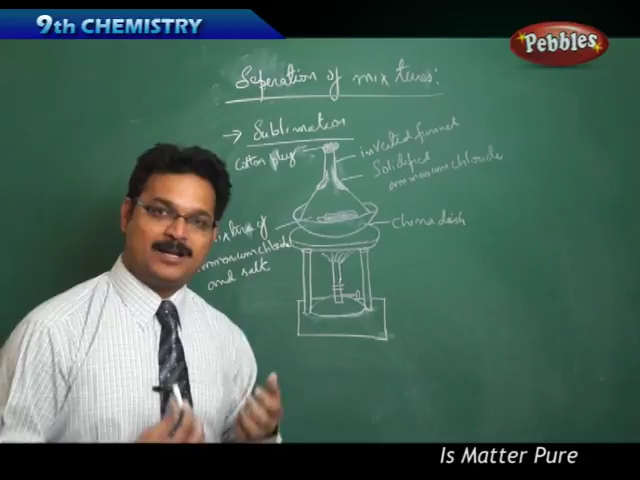 9th CHEMISTRY
Pebbles
Seperation of mixtures:
→ Sublimation
Cotton plug
inverted funnel
Solidified
ammonium chloride
China dish
mixture of
ammonium chloride
and salt
Is Matter Pure